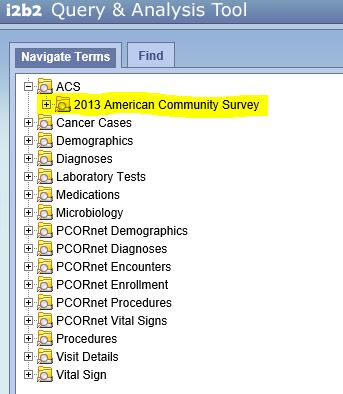 i2b2 Query & Analysis Tool
Navigate Terms Find
ACS
2013 American Community Survey
Cancer Cases
Demographics
Diagnoses
Laboratory Tests
Medications
Microbiology
PCORnet Demographics
PCORnet Diagnoses
PCORnet Encounters
PCORnet Enrollment
PCORnet Procedures
PCORnet Vital Signs
Procedures
Visit Details
Vital Sign